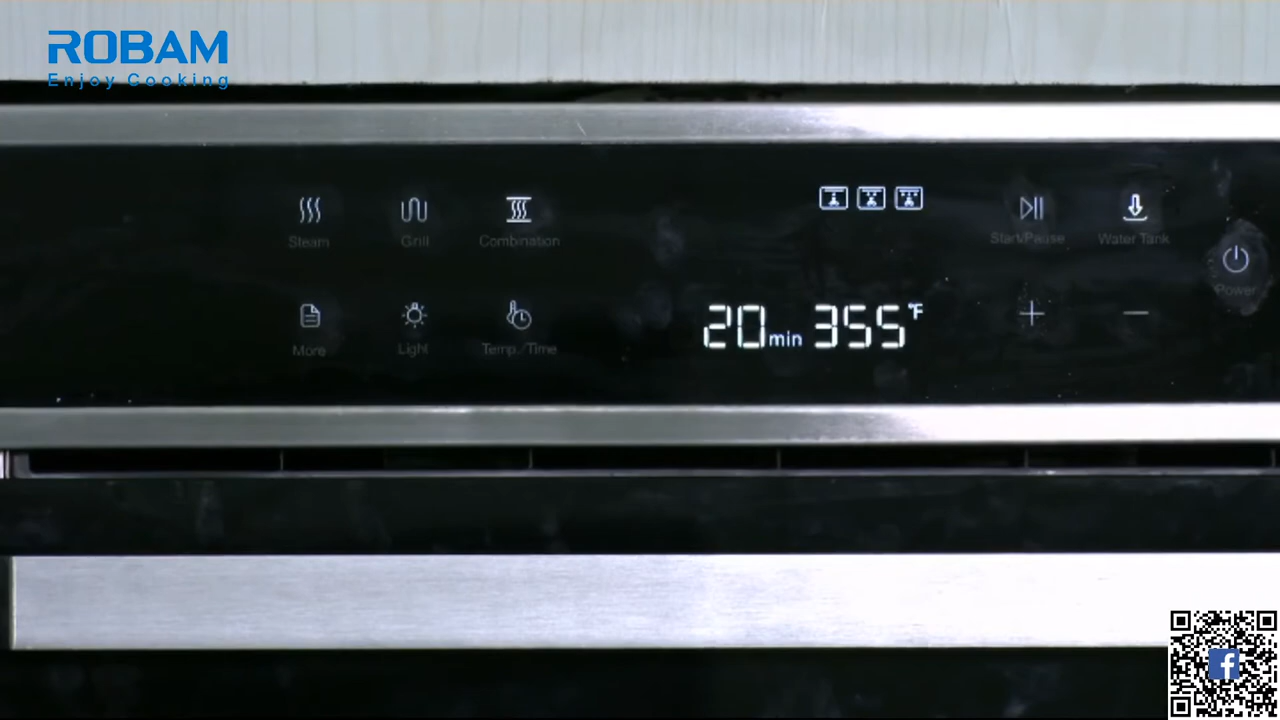 ROBAM
Enjoy Cooking
Steam
Grill
Combination
Start/Pause
Water Tank
Power
More
Light
Temp./Time
20min 355°F